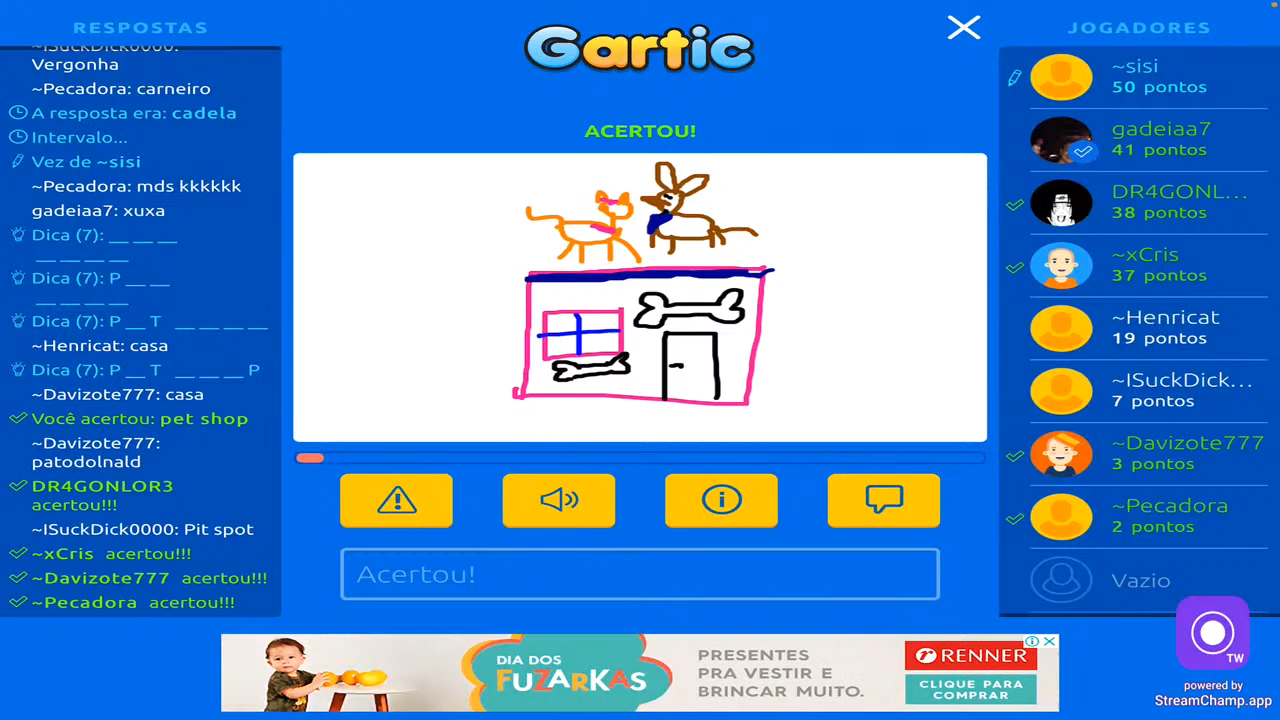 RESPOSTAS
~ISuckDick0000:
Vergonha
~Pecadora: carneiro
A resposta era: cadela
Intervalo...
Vez de ~sisi
~Pecadora: mds kkkkkk
gadeiaa7: xuxa
Dica (7): __ __ __
__ __ __ __
Dica (7): P __ __
__ __ __ __
Dica (7): P __ T __ __ __ __
~Henricat: casa
Dica (7): P __ T __ __ __ P
~Davizote777: casa
Você acertou: pet shop
~Davizote777:
patodolnald
DR4GONLOR3
acertou!!!
~ISuckDick0000: Pit spot
~xCris acertou!!!
~Davizote777 acertou!!!
~Pecadora acertou!!!
Gartic
ACERTOU!
Acertou!
JOGADORES
~sisi
50 pontos
gadeiaa7
41 pontos
DR4GONL...
38 pontos
~xCris
37 pontos
~Henricat
19 pontos
~ISuckDick...
7 pontos
~Davizote777
3 pontos
~Pecadora
2 pontos
Vazio
TW
powered by
StreamChamp.app
DIA DOS
FUZARKAS
PRESENTES
PRA VESTIR E
BRINCAR MUITO.
RENNER
CLIQUE PARA
COMPRAR